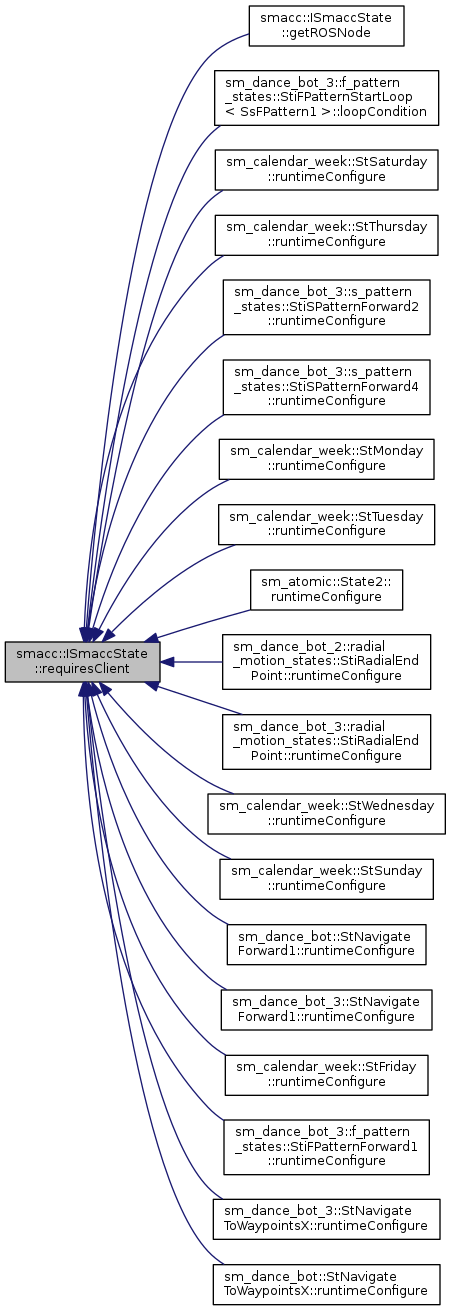 smacc::ISmaccState
::getROSNode
sm_dance_bot_3::f_pattern
_states::StiFPatternStartLoop
< SsFPattern1 >::loopCondition
sm_calendar_week::StSaturday
::runtimeConfigure
sm_calendar_week::StThursday
::runtimeConfigure
sm_dance_bot_3::s_pattern
_states::StiSPatternForward2
::runtimeConfigure
sm_dance_bot_3::s_pattern
_states::StiSPatternForward4
::runtimeConfigure
sm_calendar_week::StMonday
::runtimeConfigure
sm_calendar_week::StTuesday
::runtimeConfigure
sm_atomic::State2::
runtimeConfigure
smacc::ISmaccState
::requiresClient
sm_dance_bot_2::radial
_motion_states::StiRadialEnd
Point::runtimeConfigure
sm_dance_bot_3::radial
_motion_states::StiRadialEnd
Point::runtimeConfigure
sm_calendar_week::StWednesday
::runtimeConfigure
sm_calendar_week::StSunday
::runtimeConfigure
sm_dance_bot::StNavigate
Forward1::runtimeConfigure
sm_dance_bot_3::StNavigate
Forward1::runtimeConfigure
sm_calendar_week::StFriday
::runtimeConfigure
sm_dance_bot_3::f_pattern
_states::StiFPatternForward1
::runtimeConfigure
sm_dance_bot_3::StNavigate
ToWaypointsX::runtimeConfigure
sm_dance_bot::StNavigate
ToWaypointsX::runtimeConfigure